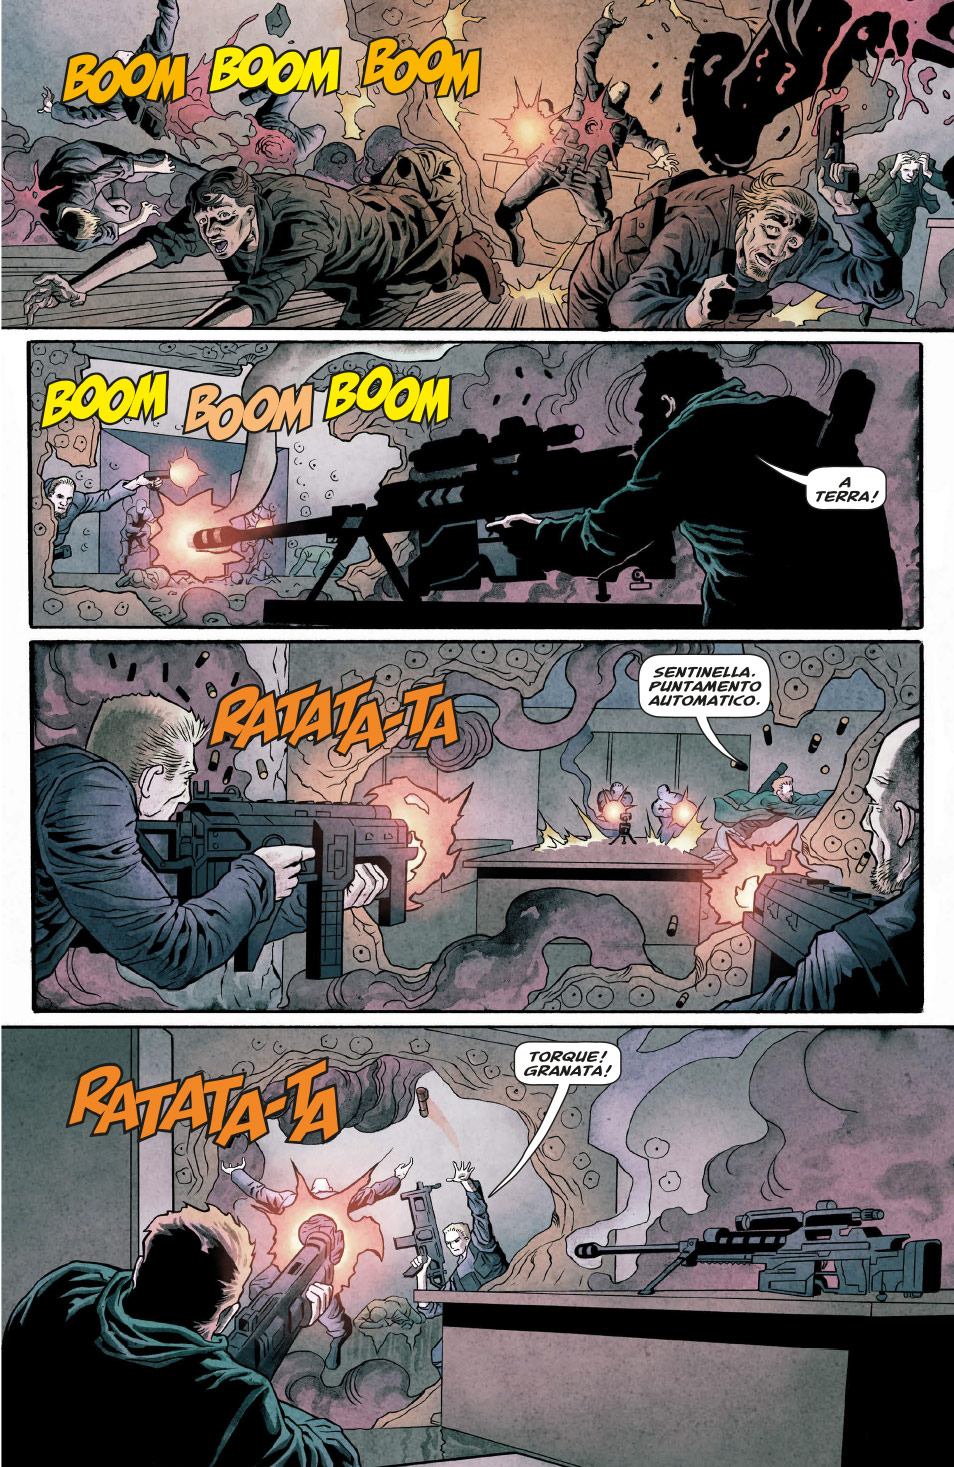 BOOM BOOM BOOM
BOOM BOOM BOOM
A
TERRA!
RATATA-TA
SENTINELLA.
PUNTAMENTO
AUTOMATICO.
TORQUE!
GRANATA!
RATATA-TA